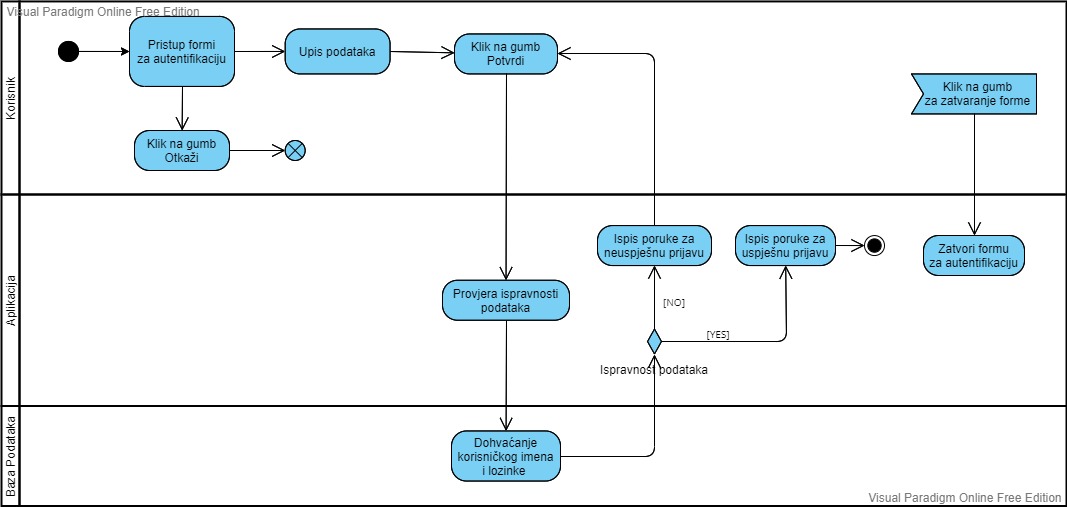 Visual Paradigm Online Free Edition
Korisnik
Pristup formi
za autentifikaciju
Upis podataka
Klik na gumb
Potvrdi
Klik na gumb
za zatvaranje forme
Klik na gumb
Otkaži
Aplikacija
Ispis poruke za
neuspješnu prijavu
Ispis poruke za
uspješnu prijavu
Zatvori formu
za autentifikaciju
Provjera ispravnosti
podataka
[NO]
[YES]
Ispravnost podataka
Baza Podataka
Dohvaćanje
korisničkog imena
i lozinke
Visual Paradigm Online Free Edition